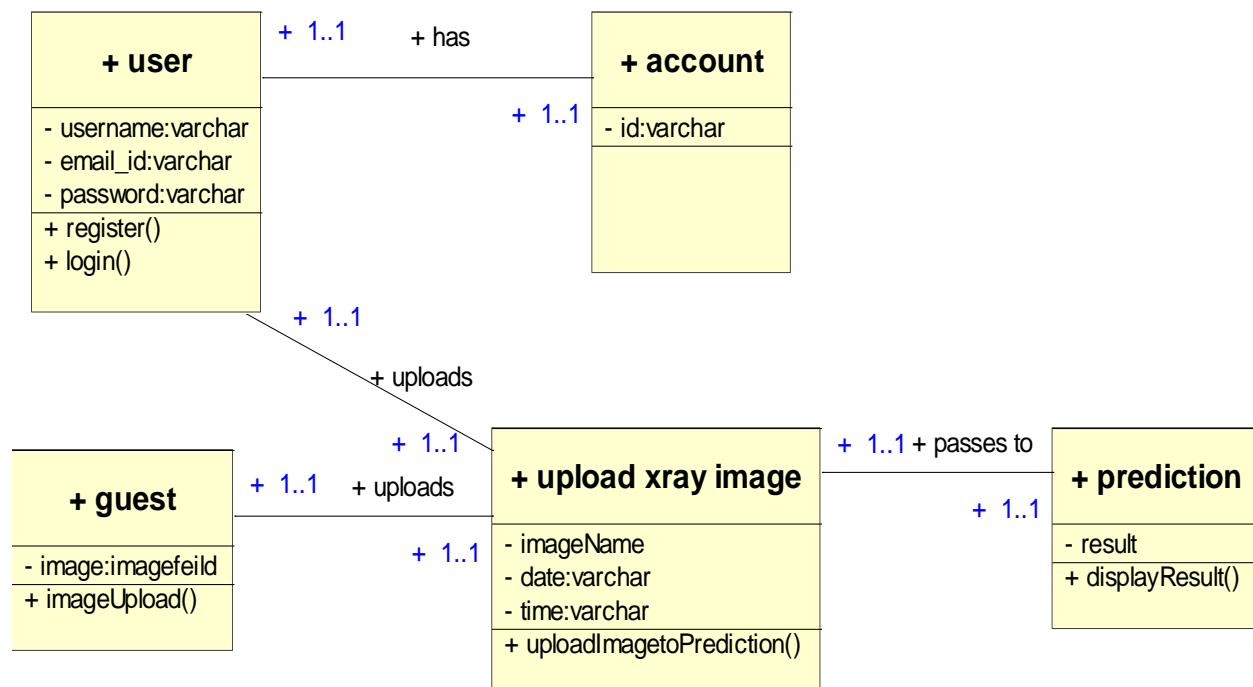 + user
- username:varchar
- email_id:varchar
- password:varchar
+ register()
+ login()
+ 1..1
+ has
+ 1..1
+ account
- id:varchar
+ 1..1
+ uploads
+ 1..1
+ guest
- image:imagefeild
+ imageUpload()
+ 1..1
+ uploads
+ 1..1
+ upload xray image
- imageName
- date:varchar
- time:varchar
+ uploadImagetoPrediction()
+ 1..1
+ passes to
+ 1..1
+ prediction
- result
+ displayResult()